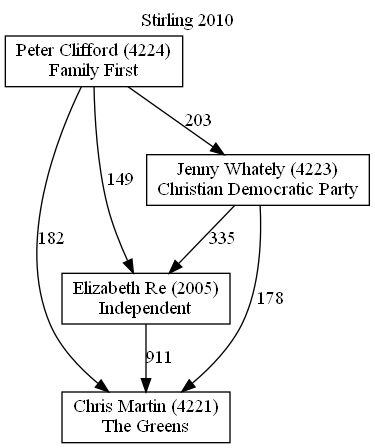 Stirling 2010
Peter Clifford (4224)
Family First
203
Jenny Whately (4223)
Christian Democratic Party
149
182
335
Elizabeth Re (2005)
Independent
178
911
Chris Martin (4221)
The Greens